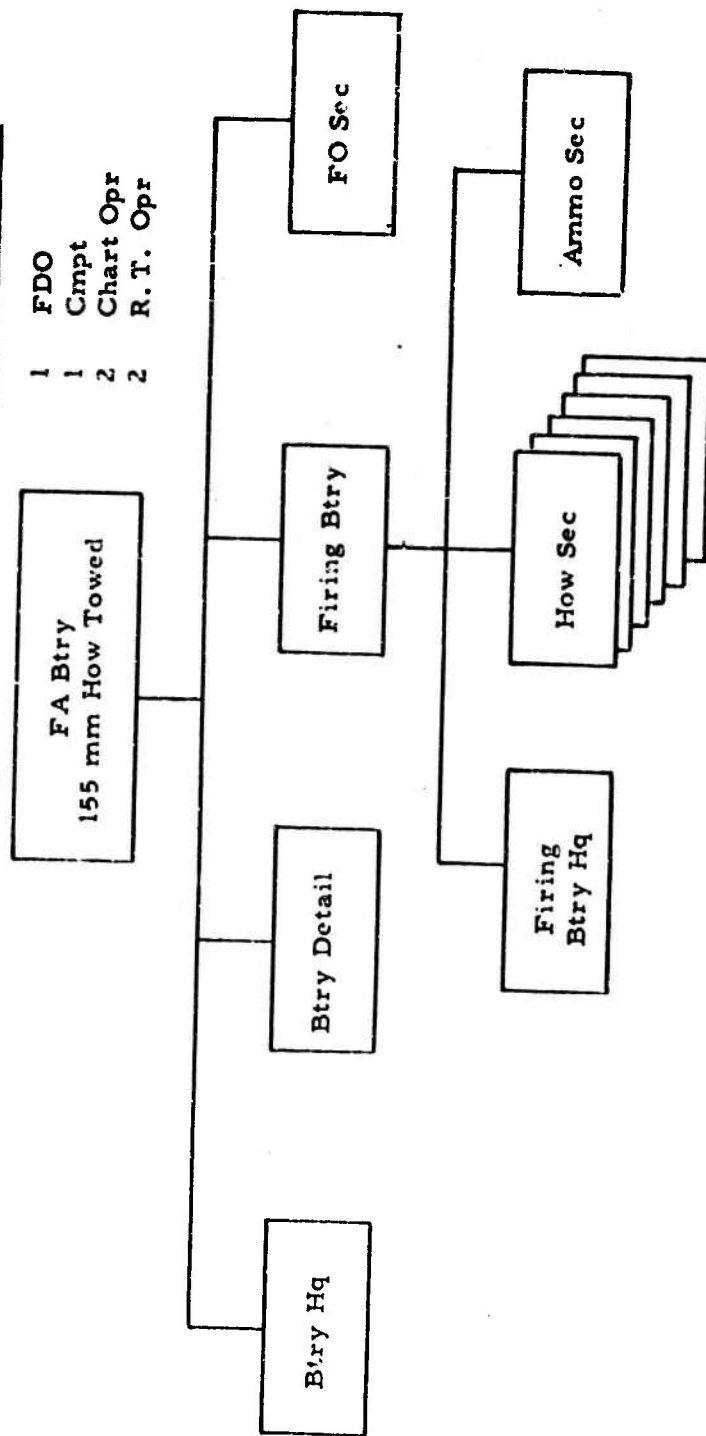 FA Btry
155 mm How Towed
1 FDO
1 Cmpt
2 Chart Opr
2 R. T. Opr
Btry Hq
Btry Detail
Firing Btry
FO Sec
Firing
Btry Hq
How Sec
Ammo Sec